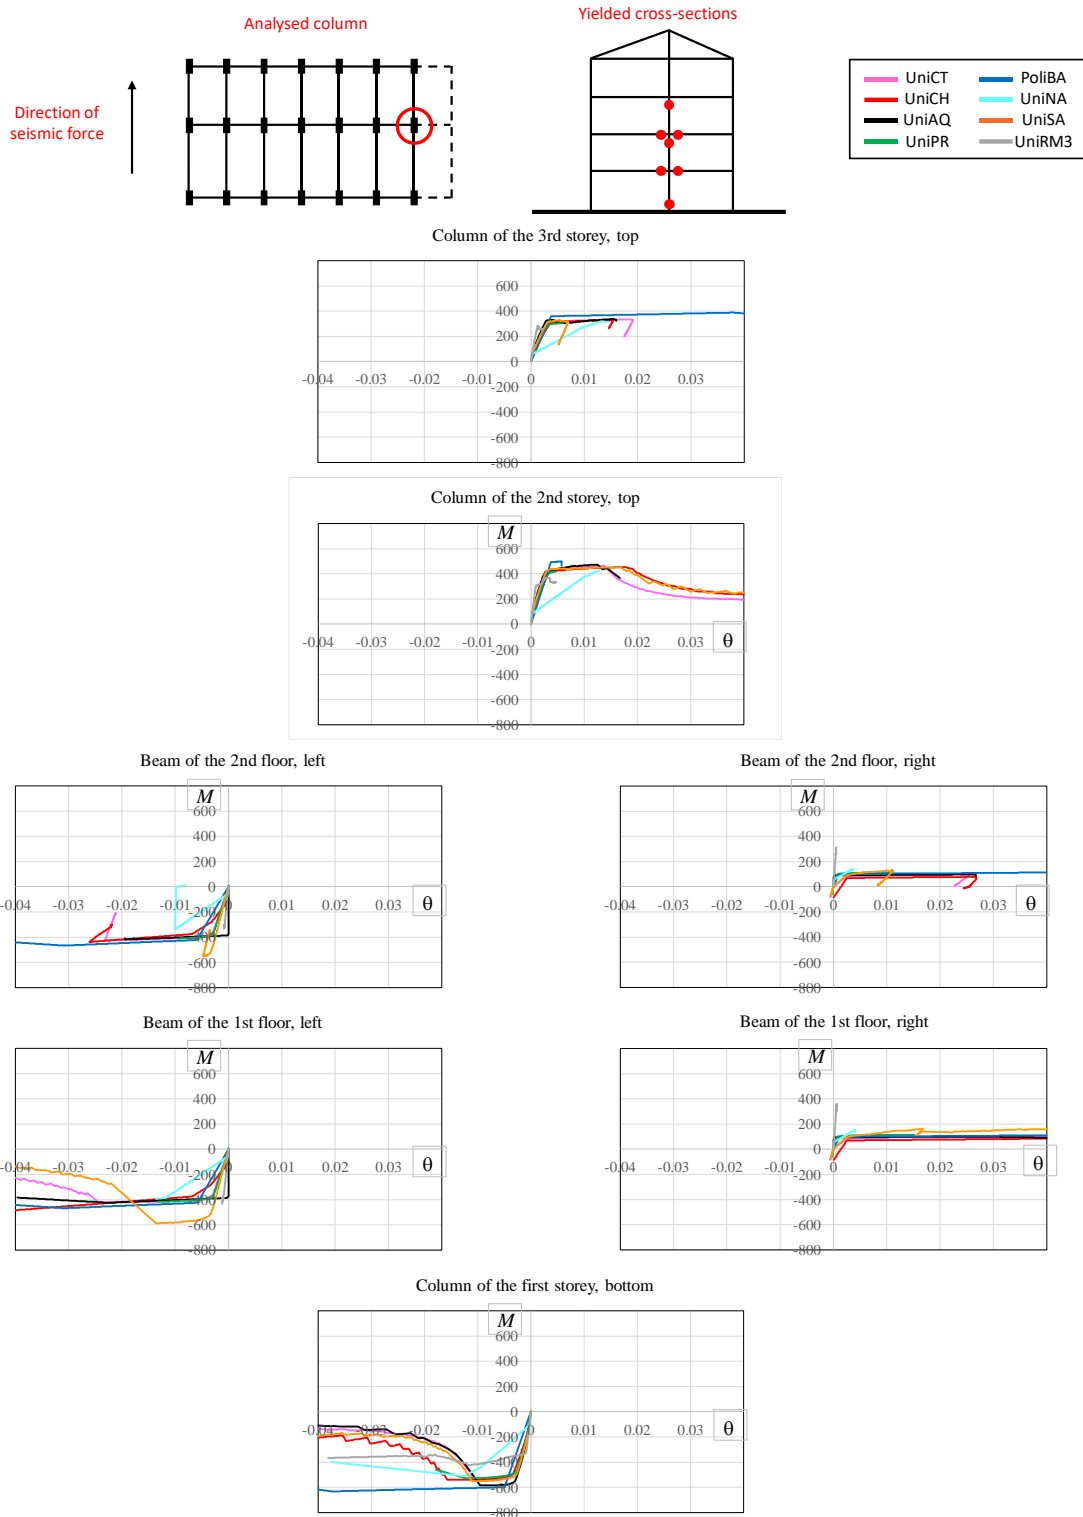 Analysed column
Yielded cross-sections
Direction of
seismic force
UniCT PoliBA
UniCH UniNA
UniAQ UniSA
UniPR UniRM3
Column of the 3rd storey, top
600
400
200
0
-0.04 -0.03 -0.02 -0.01 0 0.01 0.02 0.03
-200
-400
-600
-800
Column of the 2nd storey, top
M
600
400
200
0
-0.04 -0.03 -0.02 -0.01 0 0.01 0.02 0.03 θ
-200
-400
-600
-800
Beam of the 2nd floor, left
M
600
400
200
0
-0.04 -0.03 -0.02 -0.01 0 0.01 0.02 0.03 θ
-200
-400
-600
-800
Beam of the 2nd floor, right
M
600
400
200
0
-0.04 -0.03 -0.02 -0.01 0 0.01 0.02 0.03 θ
-200
-400
-600
-800
Beam of the 1st floor, left
M
600
400
200
0
-0.04 -0.03 -0.02 -0.01 0 0.01 0.02 0.03 θ
-200
-400
-600
-800
Beam of the 1st floor, right
M
600
400
200
0
-0.04 -0.03 -0.02 -0.01 0 0.01 0.02 0.03 θ
-200
-400
-600
-800
Column of the first storey, bottom
M
600
400
200
0
-0.04 -0.03 -0.02 -0.01 0 0.01 0.02 0.03 θ
-200
-400
-600
-800